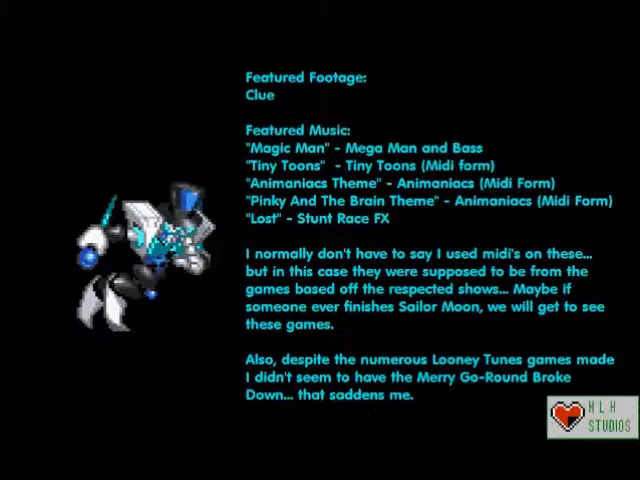 Featured Footage:
Clue
Featured Music:
"Magic Man" - Mega Man and Bass
"Tiny Toons"  - Tiny Toons (Midi form)
"Animaniacs Theme" - Animaniacs (Midi Form)
"Pinky And The Brain Theme" - Animaniacs (Midi Form)
"Lost" - Stunt Race FX
I normally don't have to say I used midi's on these...
but in this case they were supposed to be from the
games based off the respected shows... Maybe if
someone ever finishes Sailor Moon, we will get to see
these games.
Also, despite the numerous Looney Tunes games made
I didn't seem to have the Merry Go-Round Broke
Down... that saddens me.
H L H
STUDIOS